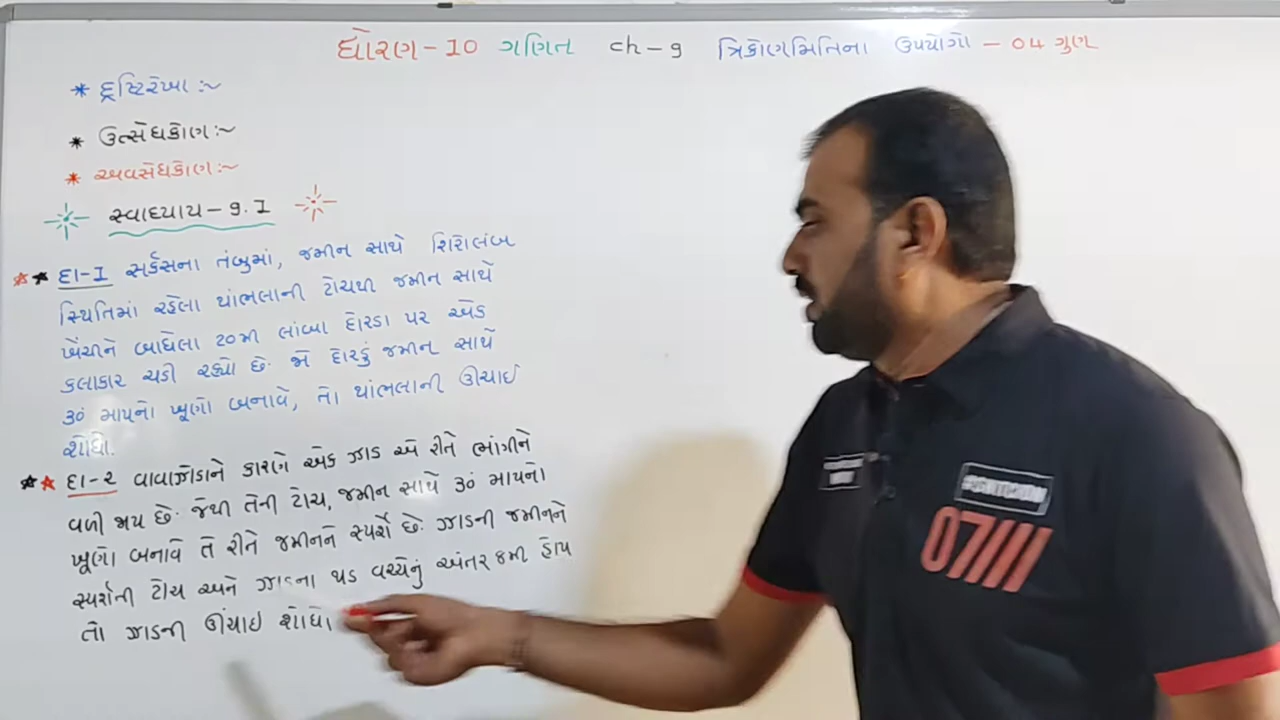 ધોરણ - 10 ગણિત ch - 9 ત્રિકોણમિતિના ઉપયોગો - 04 ગુણ
* દ્રષ્ટિરેખા :~
* ઉત્સેધકોણ :~
* અવસેધકોણ :~
સ્વાધ્યાય - 9.1
** દા-1 સર્કસના તંબુમાં, જમીન સાથે શિરોલંબ
સ્થિતિમાં રહેલા થાંભલાની ટોચથી જમીન સાથે
ખેંચીને બાધેલા 20મી લાંબા દોરડા પર એક
કલાકાર ચડી રહ્યો છે. જો દોરડું જમીન સાથે
30° માપનો ખૂણો બનાવે, તો થાંભલાની ઊંચાઇ
શોધો.
** દા-2 વાવાઝોડાને કારણે એક ઝાડ એ રીતે ભાંગીને
વળી જાય છે. જેથી તેની ટોચ, જમીન સાથે 30° માપનો
ખૂણો બનાવે તે રીતે જમીનને સ્પર્શે છે. ઝાડની જમીનને
સ્પર્શતી ટોચ અને ઝાડના થડ વચ્ચેનું અંતર 8મી હોય
તો ઝાડની ઊંચાઇ શોધો
07///